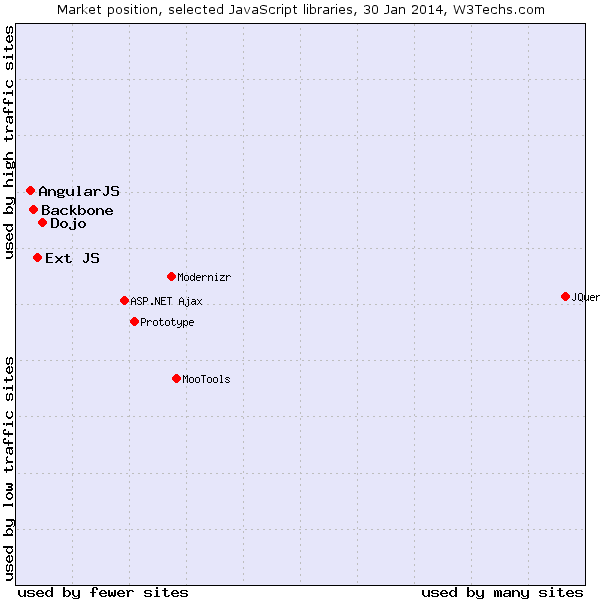 Market position, selected JavaScript libraries, 30 Jan 2014, W3Techs.com
used by high traffic sites
AngularJS
Backbone
Dojo
Ext JS
Modernizr
JQuer
ASP.NET Ajax
Prototype
MooTools
used by low traffic sites
used by fewer sites
used by many sites